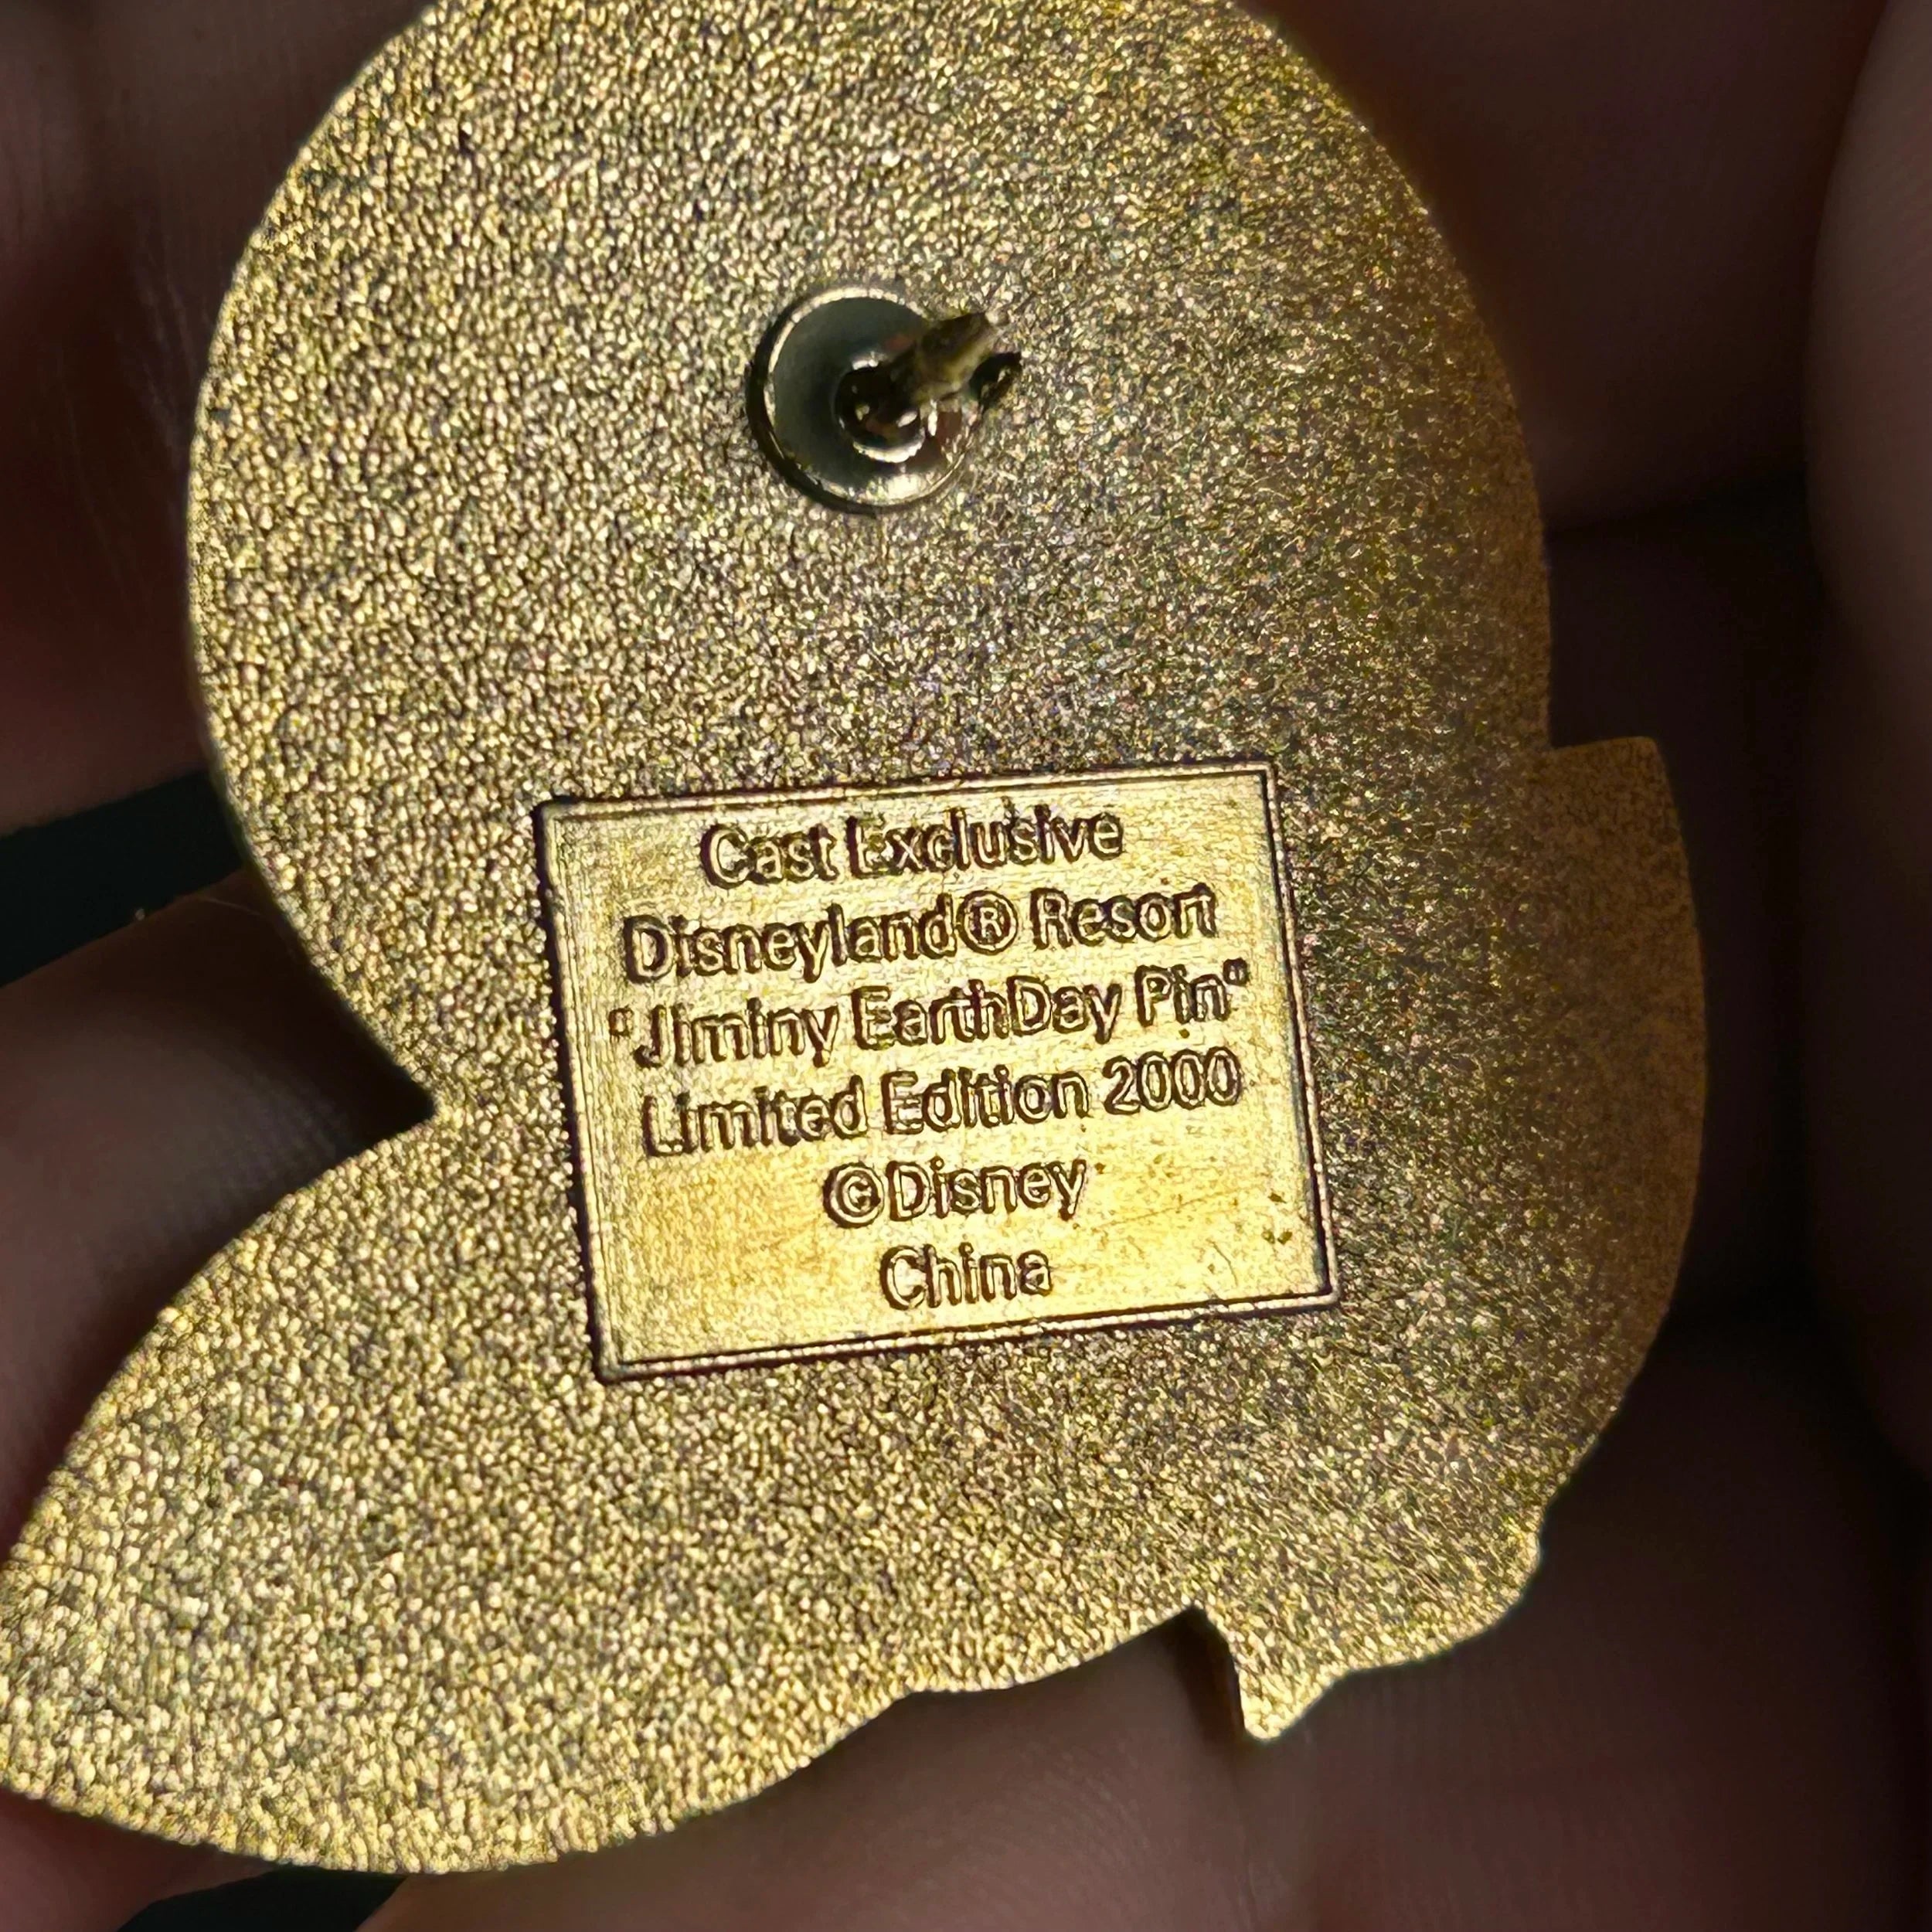 Cast Exclusive
Disneyland® Resort
"Jiminy EarthDay Pin"
Limited Edition 2000
©Disney
China